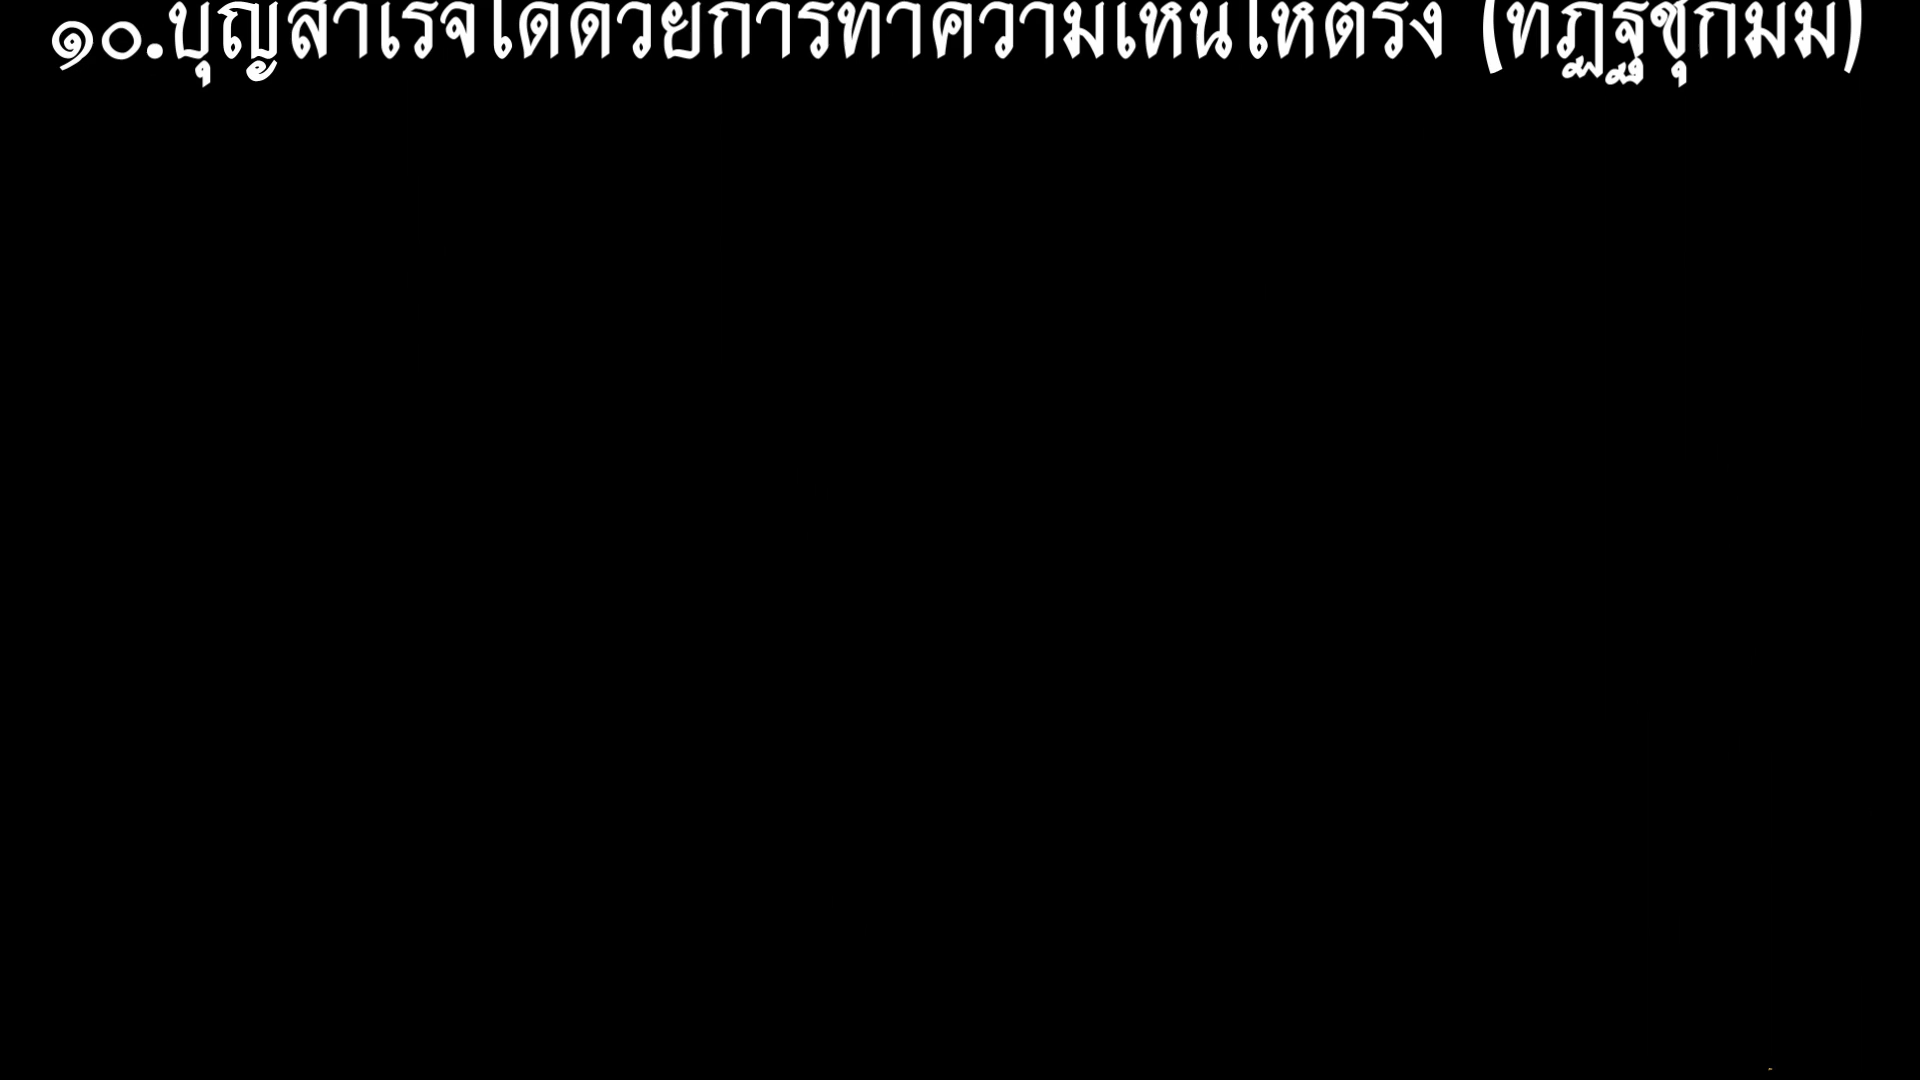 ๑๐.บุญสำเร็จได้ด้วยการทำความเห็นให้ตรง (ทิฏฐุชุกัมม์)